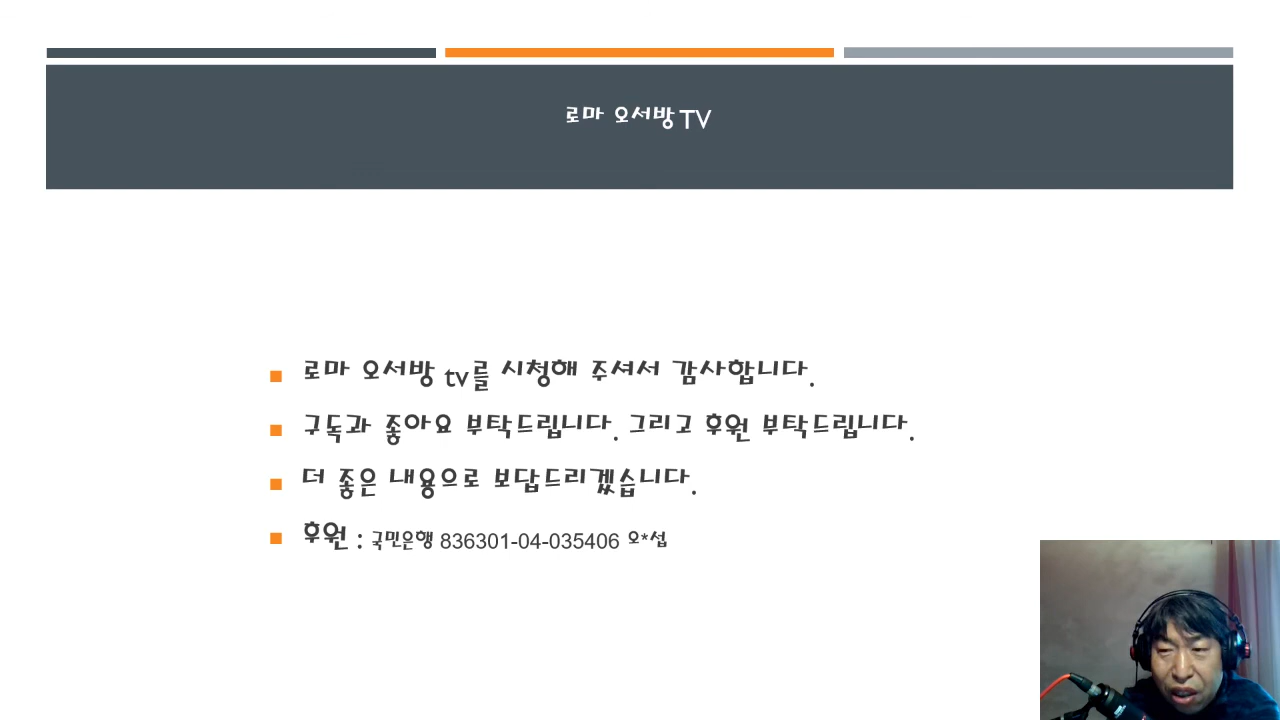 로마 오서방TV
로마 오서방 tv를 시청해 주셔서 감사합니다.
구독과 좋아요 부탁드립니다. 그리고 후원 부탁드립니다.
더 좋은 내용으로 보답드리겠습니다.
후원 : 국민은행 836301-04-035406 오*섭